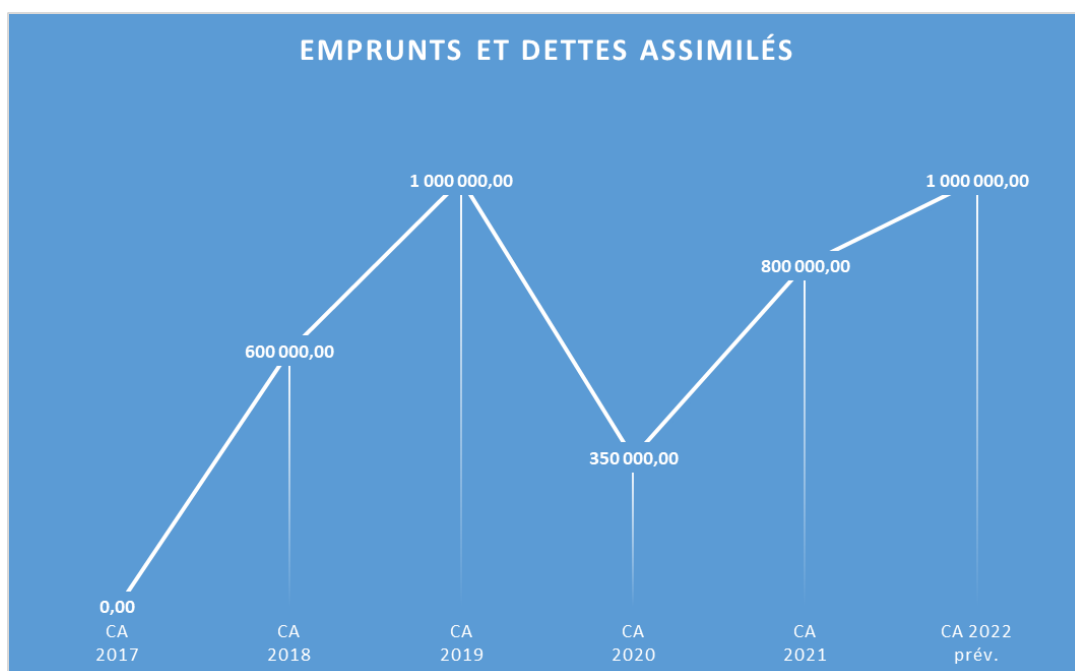 EMPRUNTS ET DETTES ASSIMILÉS
1 000 000,00
1 000 000,00
800 000,00
600 000,00
350 000,00
0,00
CA
2017
CA
2018
CA
2019
CA
2020
CA
2021
CA 2022
prév.